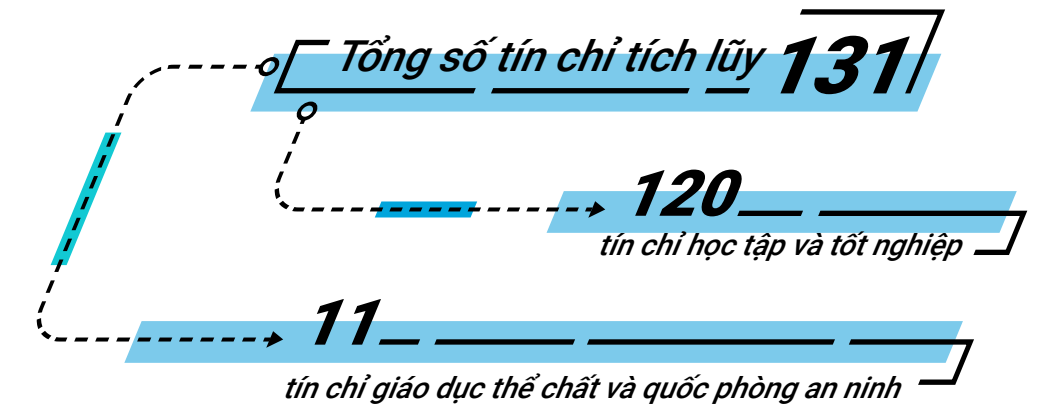 Tổng số tín chỉ tích lũy 131
120
tín chỉ học tập và tốt nghiệp
11
tín chỉ giáo dục thể chất và quốc phòng an ninh